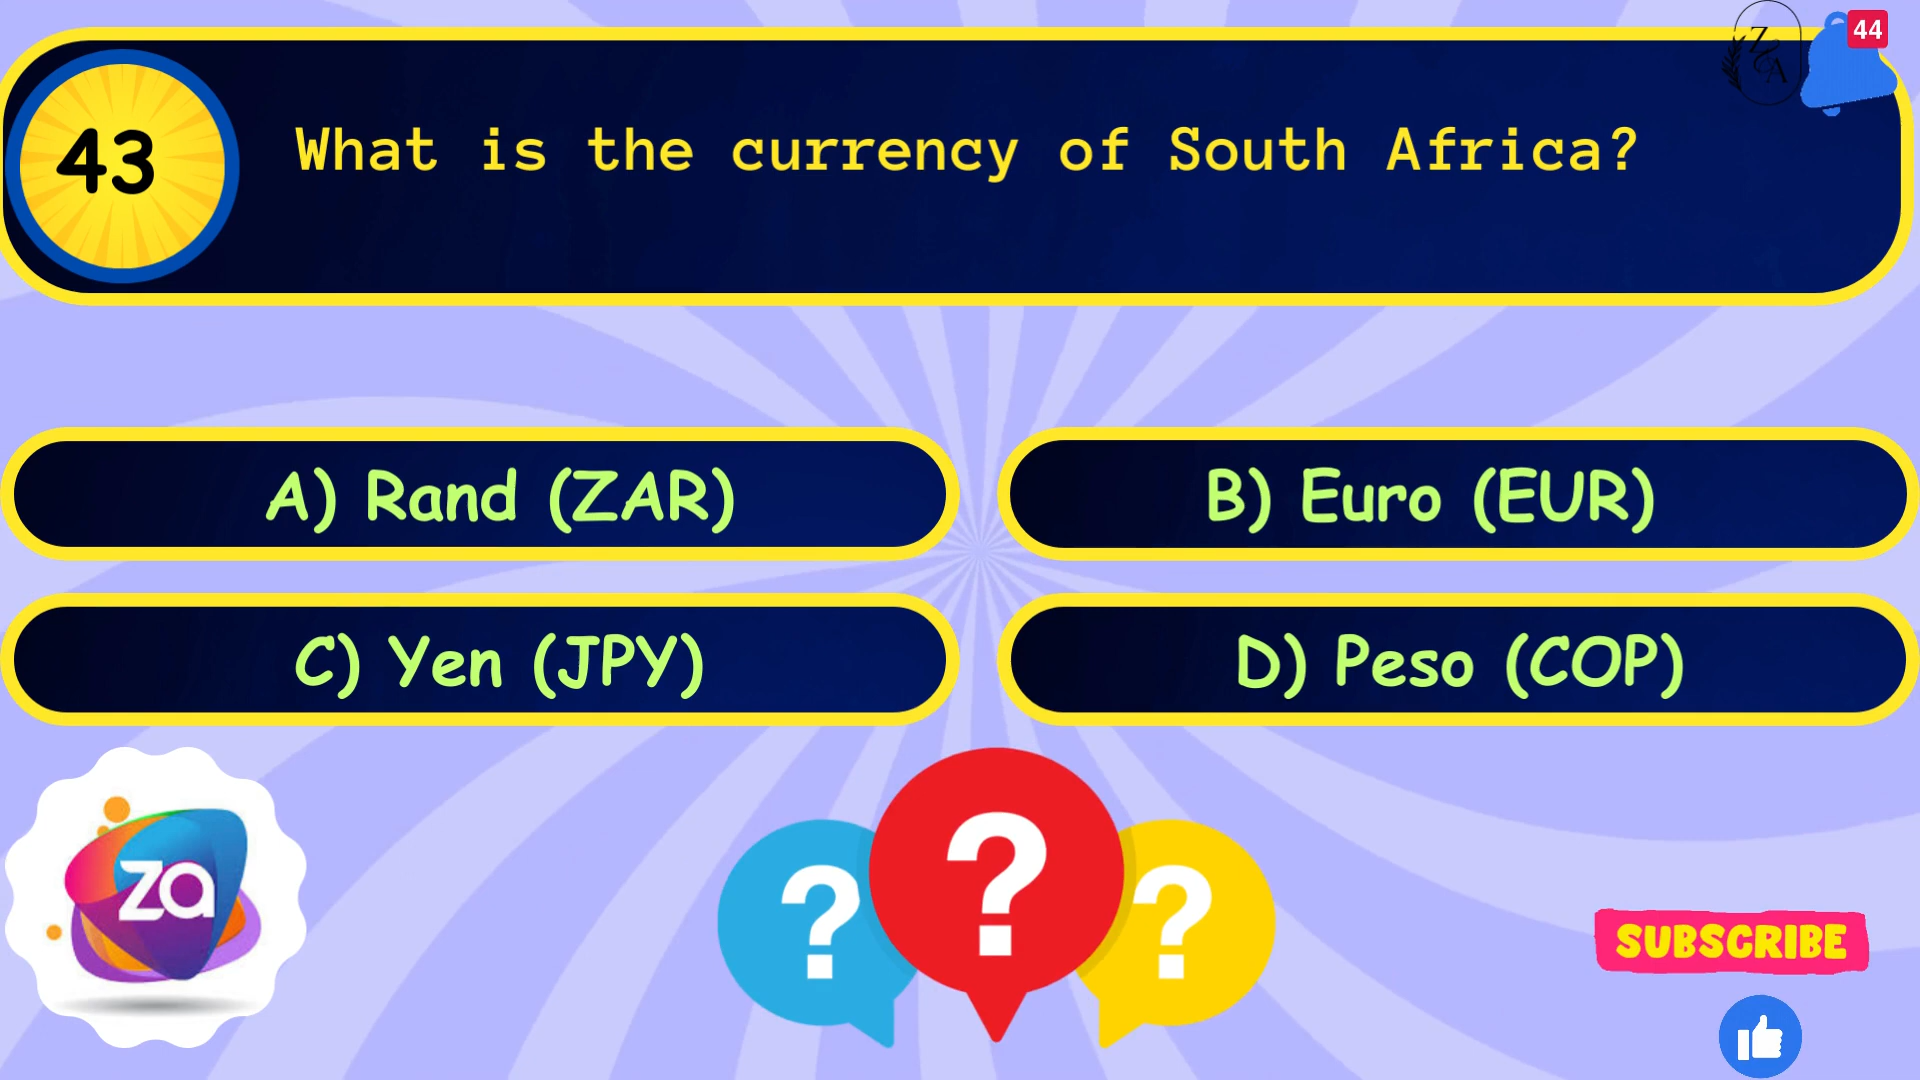 44
43
What is the currency of South Africa?
A) Rand (ZAR)
B) Euro (EUR)
C) Yen (JPY)
D) Peso (COP)
za
? ? ?
SUBSCRIBE